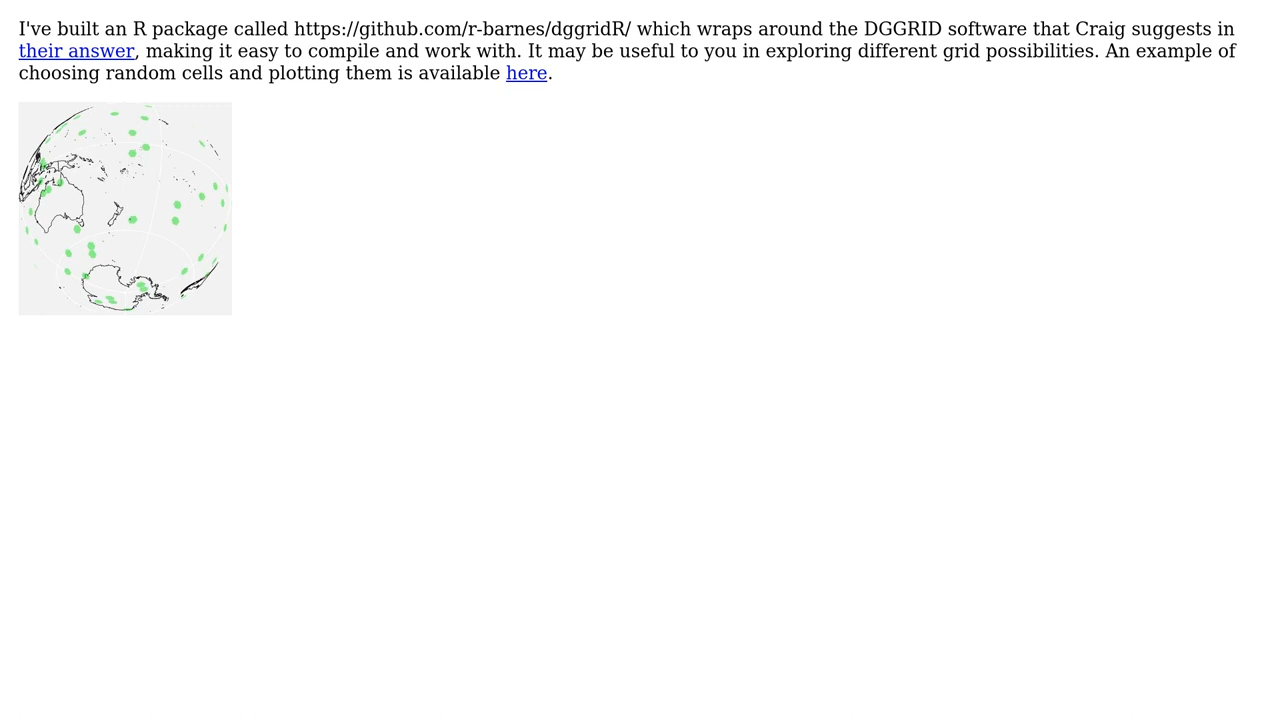 I've built an R package called https://github.com/r-barnes/dggridR/ which wraps around the DGGRID software that Craig suggests in
their answer, making it easy to compile and work with. It may be useful to you in exploring different grid possibilities. An example of
choosing random cells and plotting them is available here.